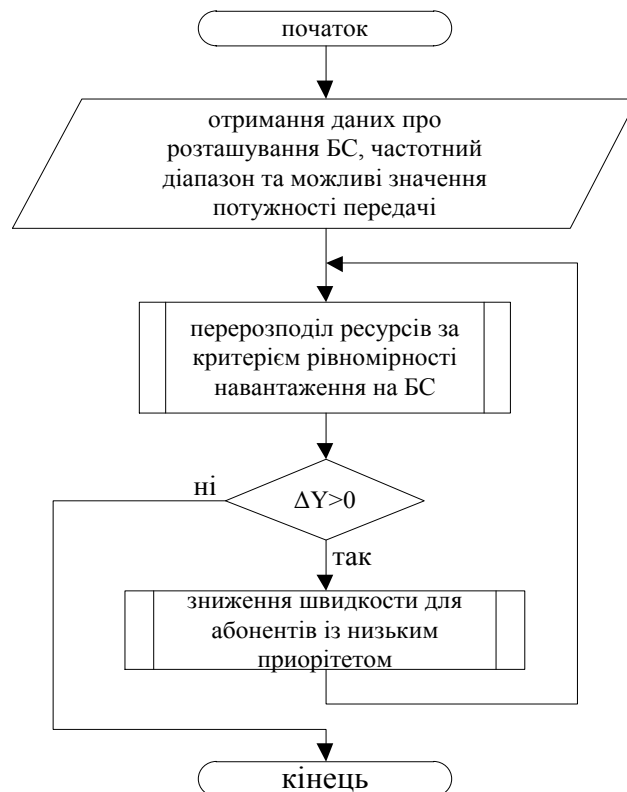 початок
отримання даних про
розташування БС, частотний
діапазон та можливі значення
потужності передачі
перерозподіл ресурсів за
критерієм рівномірності
навантаження на БС
ні
ΔY>0
так
зниження швидкости для
абонентів із низьким
приорітетом
кінець